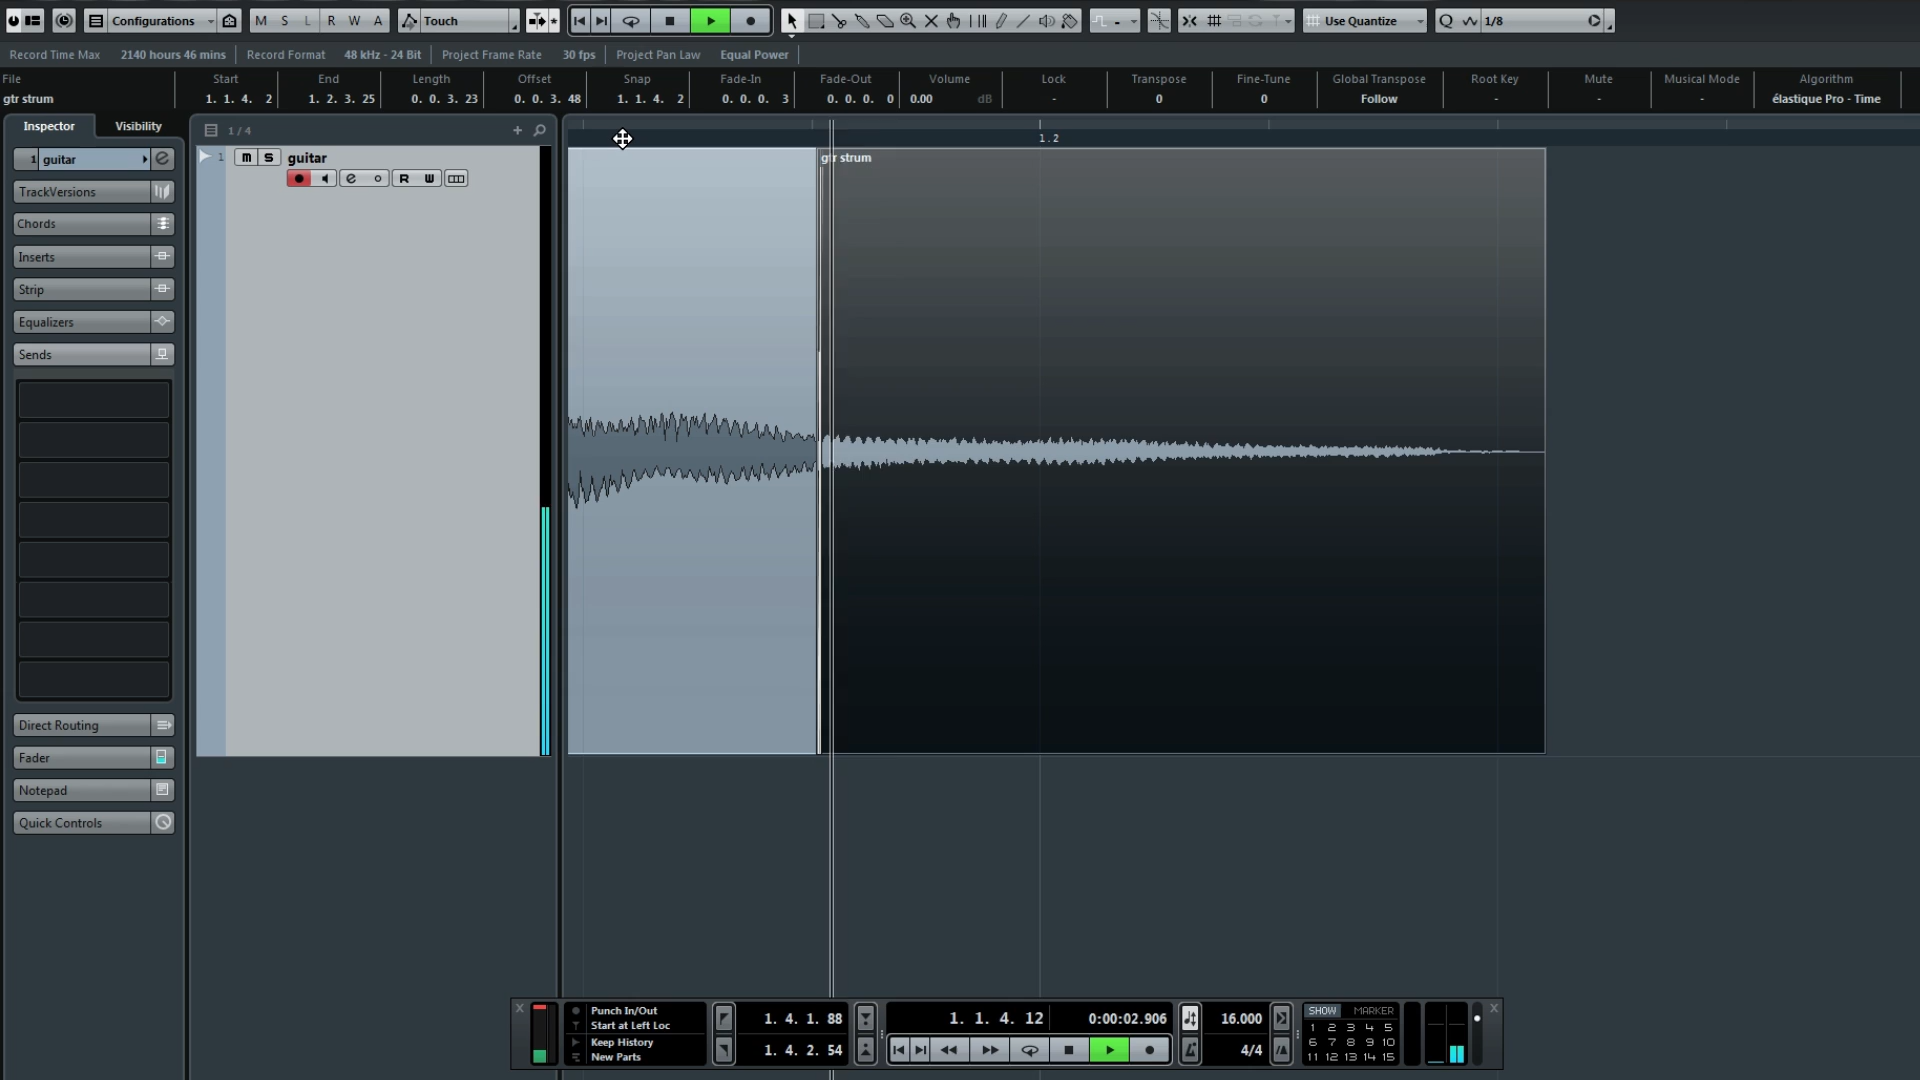 Configurations M S L R W A Touch Use Quantize Q 1/8
Record Time Max 2140 hours 46 mins Record Format 48 kHz - 24 Bit Project Frame Rate 30 fps Project Pan Law Equal Power
File Start End Length Offset Snap Fade-In Fade-Out Volume Lock Transpose Fine-Tune Global Transpose Root Key Mute Musical Mode Algorithm
gtr strum 1. 1. 4. 2 1. 2. 3. 25 0. 0. 3. 23 0. 0. 3. 48 1. 1. 4. 2 0. 0. 0. 3 0. 0. 0. 0 0.00 dB - 0 0 Follow - - - élastique Pro - Time
Inspector Visibility 1 / 4
1. 2
1 guitar
1 m s guitar
gtr strum
e R W
TrackVersions
Chords
Inserts
Strip
Equalizers
Sends
Direct Routing
Fader
Notepad
Quick Controls
Punch In/Out
Start at Left Loc
Keep History
New Parts
1. 4. 1. 88
1. 4. 2. 54
1. 1. 4. 12 0:00:02.906
16.000
4/4
SHOW MARKER
1 2 3 4 5
6 7 8 9 10
11 12 13 14 15